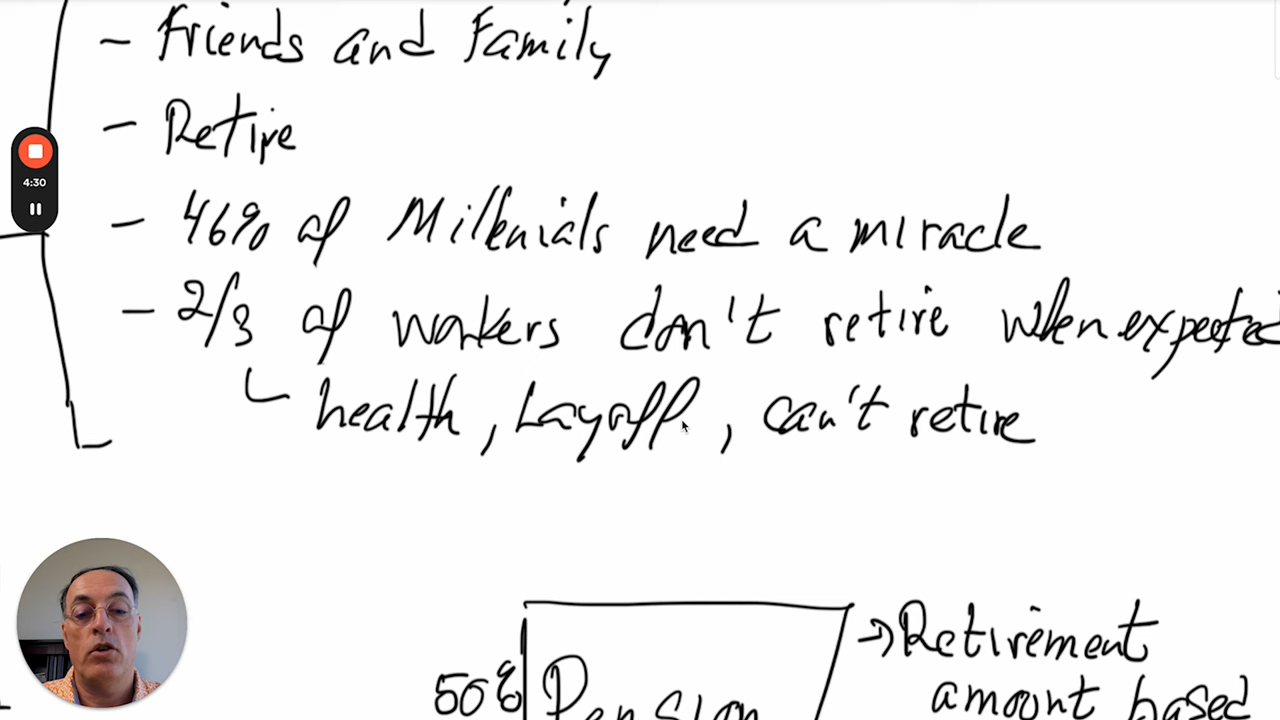 - Friends and Family
- Retire
4:30
- 46% of Millenials need a miracle
- 2/3 of workers don't retire when expected
health, Layoff, can't retire
→ Retirement
50% Pension
amount based